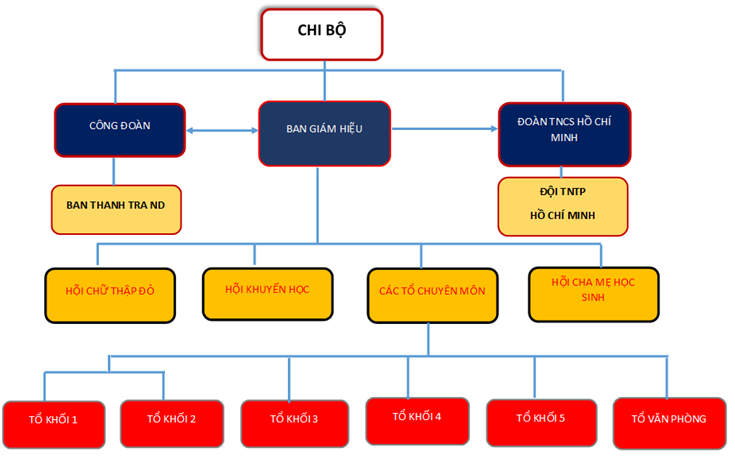 CHI BỘ
CÔNG ĐOÀN
BAN GIÁM HIỆU
ĐOÀN TNCS HỒ CHÍ
MINH
BAN THANH TRA ND
ĐỘI TNTP
HỒ CHÍ MINH
HỘI CHỮ THẬP ĐỎ
HỘI KHUYẾN HỌC
CÁC TỔ CHUYÊN MÔN
HỘI CHA MẸ HỌC
SINH
TỔ KHỐI 1
TỔ KHỐI 2
TỔ KHỐI 3
TỔ KHỐI 4
TỔ KHỐI 5
TỔ VĂN PHÒNG